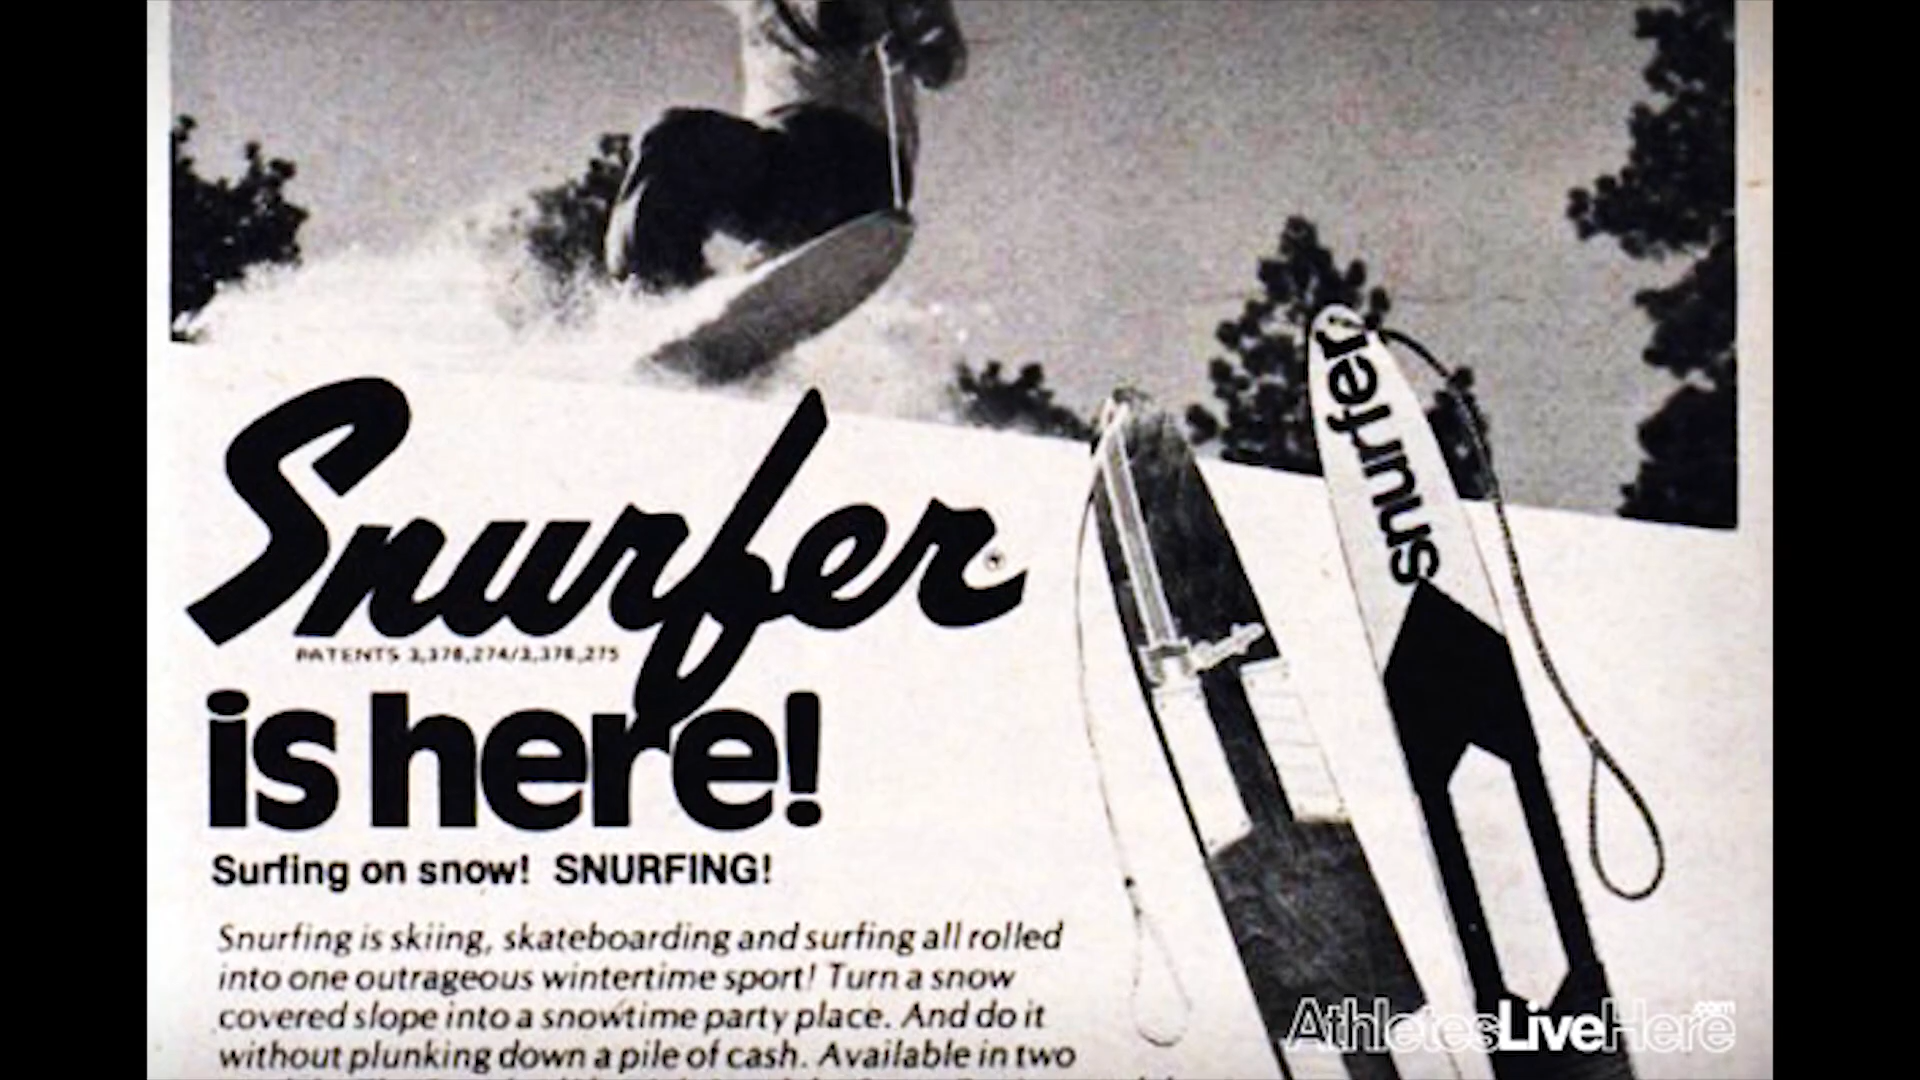 Snurfer®
PATENTS 3,378,274/3,378,275
is here!
Surfing on snow! SNURFING!
Snurfing is skiing, skateboarding and surfing all rolled
into one outrageous wintertime sport! Turn a snow
covered slope into a snowtime party place. And do it
without plunking down a pile of cash. Available in two
snurfer
AthletesLiveHere.com